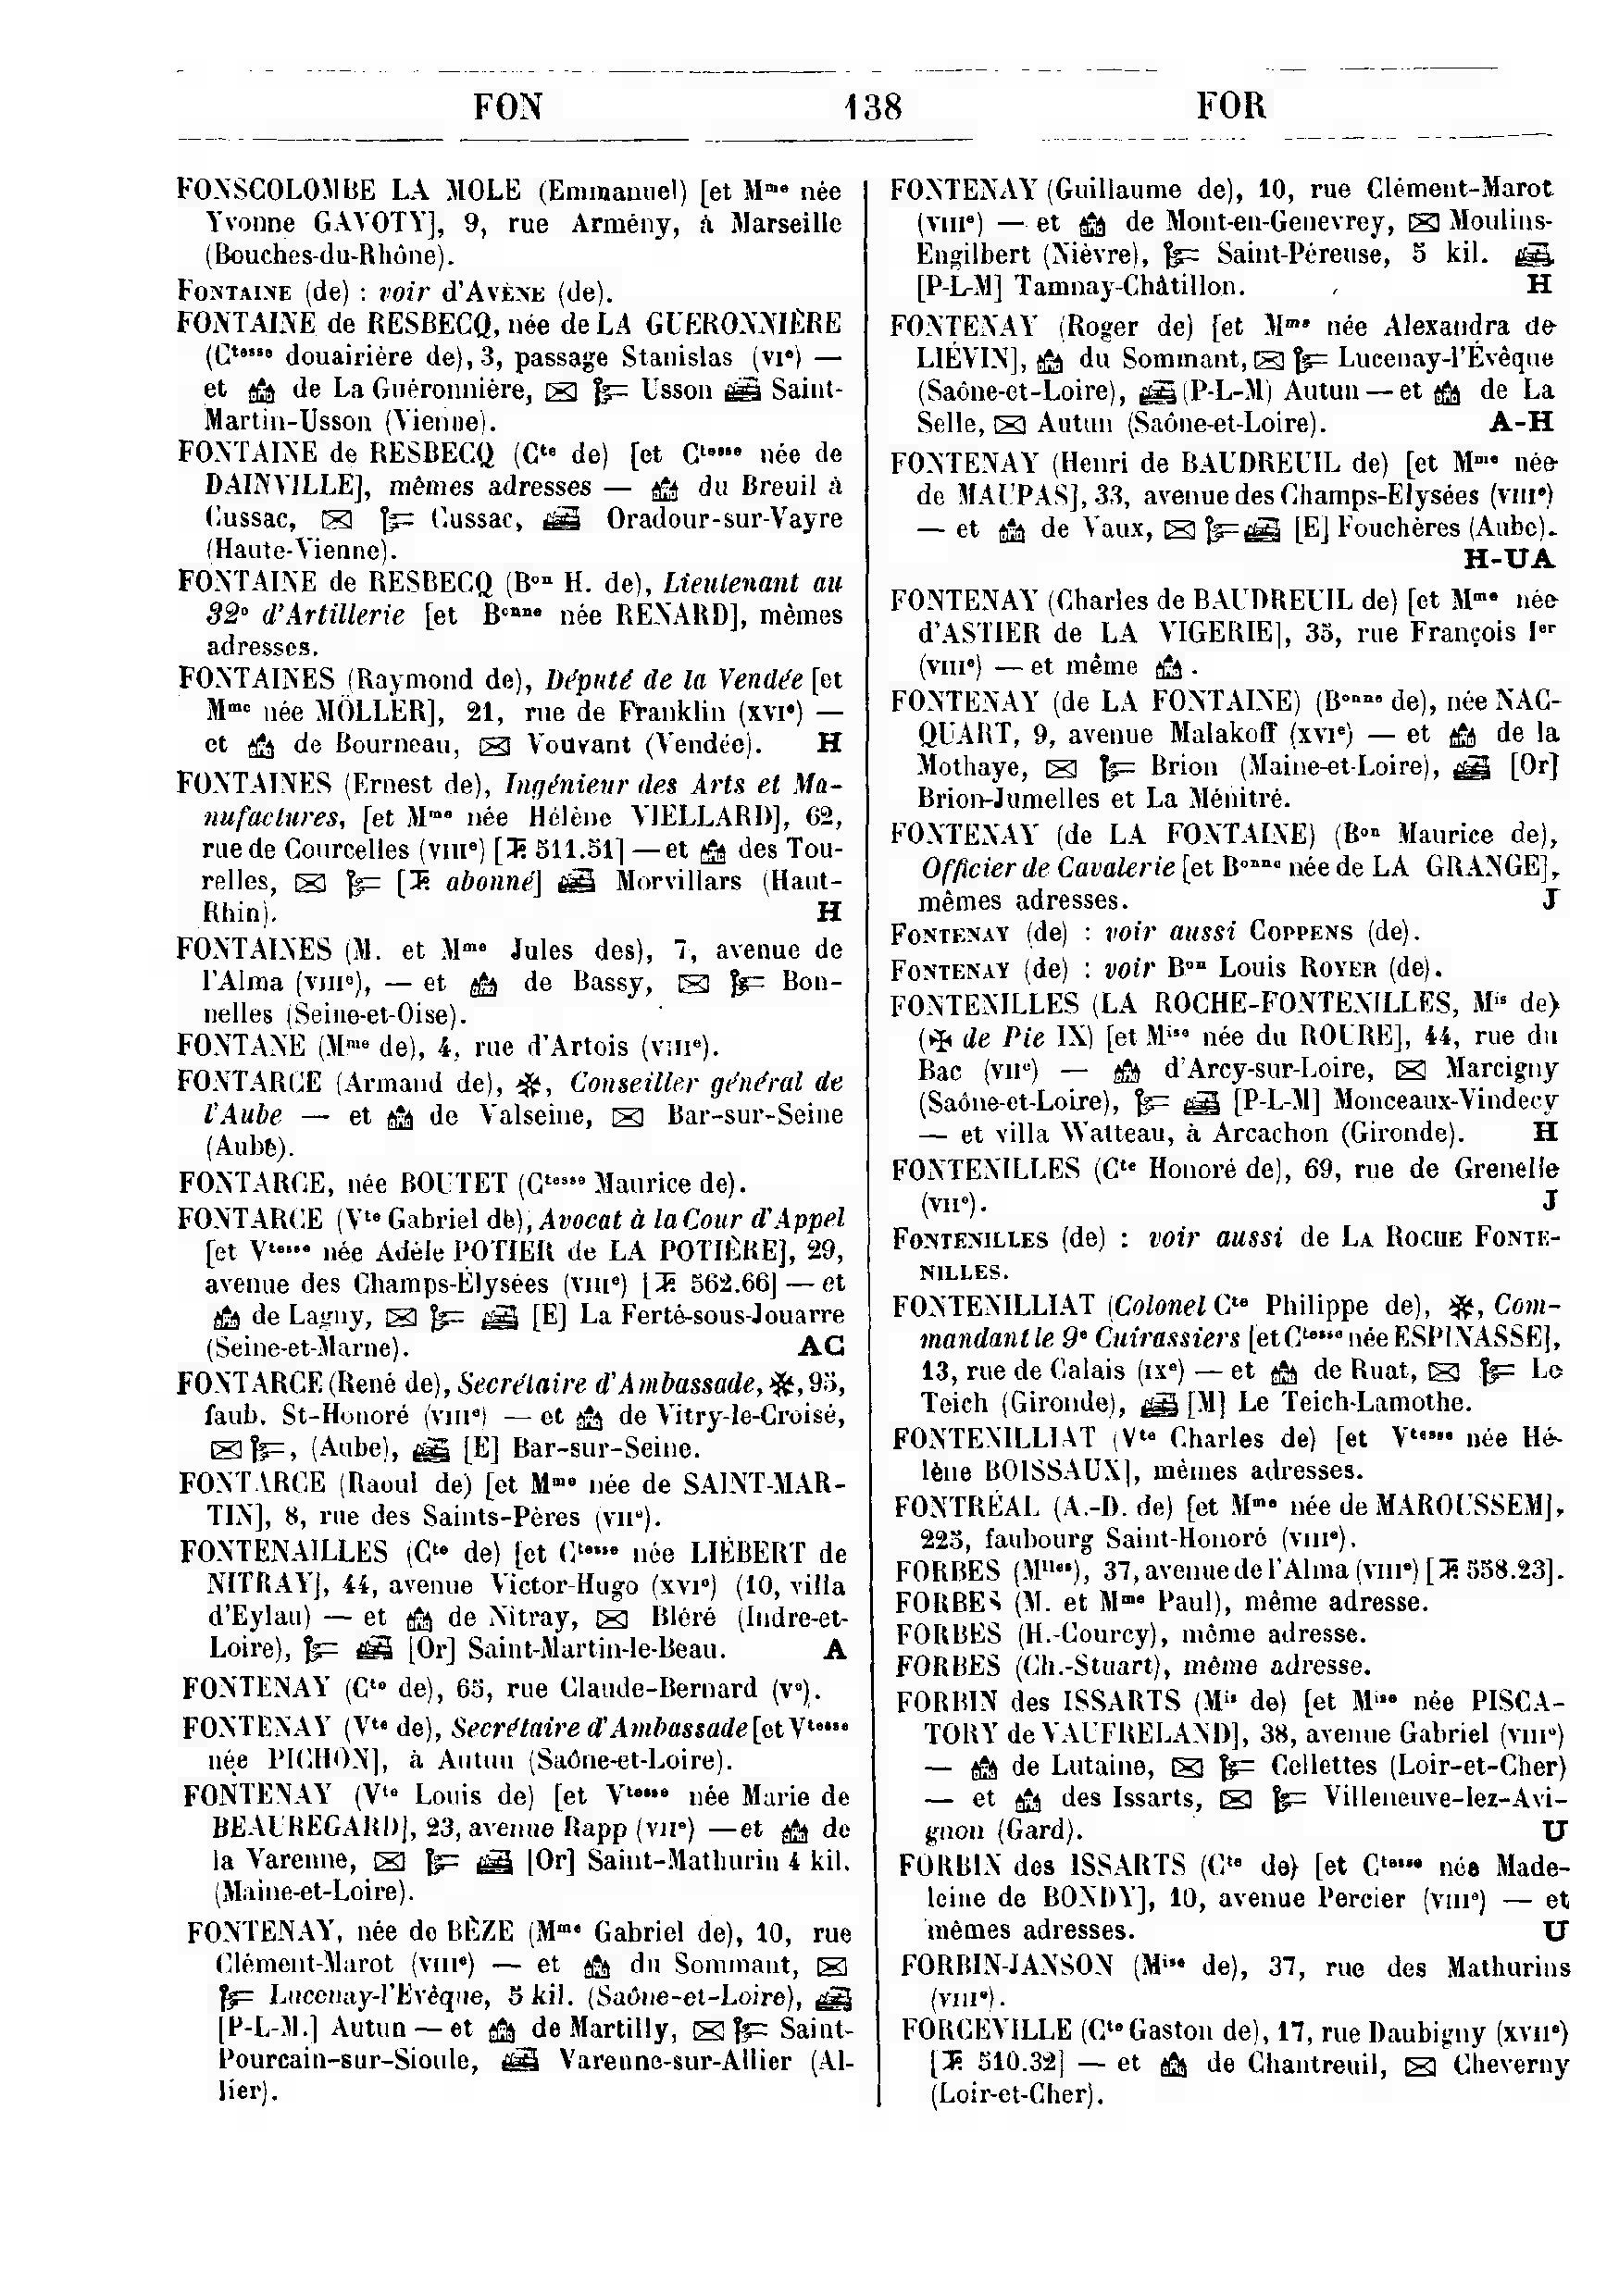 FON 138 FOR
FONSCOLOMBE LA MOLE (Emmanuel) [et Mme née
Yvonne GAVOTY], 9, rue Armény, à Marseille
(Bouches-du-Rhône).
FONTAINE (de) : voir d'AVÈNE (de).
FONTAINE de RESBECQ, née de LA GUERONNIÈRE
(Ctesse douairière de), 3, passage Stanislas (VIe) —
et de La Guéronnière, Usson Saint-
Martin-Usson (Vienne).
FONTAINE de RESBECQ (Cte de) [et Ctesse née de
DAINVILLE], mêmes adresses — du Breuil à
Cussac, Cussac, Oradour-sur-Vayre
(Haute-Vienne).
FONTAINE de RESBECQ (Bon H. de), Lieutenant au
32e d'Artillerie [et Bonne née RENARD], mêmes
adresses.
FONTAINES (Raymond de), Député de la Vendée [et
Mme née MÖLLER], 21, rue de Franklin (XVIe) —
et de Bourneau, Vouvant (Vendée). H
FONTAINES (Ernest de), Ingénieur des Arts et Ma-
nufactures, [et Mme née Hélène VIELLARD], 62,
rue de Courcelles (VIIIe) [T. 511.51] — et des Tou-
relles, [T. abonné] Morvillars (Haut-
Rhin). H
FONTAINES (M. et Mme Jules des), 7, avenue de
l'Alma (VIIIe), — et de Bassy, Bon-
nelles (Seine-et-Oise).
FONTANE (Mme de), 4, rue d'Artois (VIIIe).
FONTARCE (Armand de), ✻, Conseiller général de
l'Aube — et de Valseine, Bar-sur-Seine
(Aube).
FONTARCE, née BOUTET (Ctesse Maurice de).
FONTARCE (Vte Gabriel de), Avocat à la Cour d'Appel
[et Vtesse née Adèle POTIER de LA POTIÈRE], 29,
avenue des Champs-Élysées (VIIIe) [T. 562.66] — et
de Lagny, [E] La Ferté-sous-Jouarre
(Seine-et-Marne). AC
FONTARCE (René de), Secrétaire d'Ambassade, ✻, 95,
faub. St-Honoré (VIIIe) — et de Vitry-le-Croisé,
, (Aube), [E] Bar-sur-Seine.
FONTARCE (Raoul de) [et Mme née de SAINT-MAR-
TIN], 8, rue des Saints-Pères (VIIe).
FONTENAILLES (Cte de) [et Ctesse née LIÉBERT de
NITRAY], 44, avenue Victor-Hugo (XVIe) (10, villa
d'Eylau) — et de Nitray, Bléré (Indre-et-
Loire), [Or] Saint-Martin-le-Beau. A
FONTENAY (Cte de), 65, rue Claude-Bernard (Ve).
FONTENAY (Vte de), Secrétaire d'Ambassade [et Vtesse
née PICHON], à Autun (Saône-et-Loire).
FONTENAY (Vte Louis de) [et Vtesse née Marie de
BEAUREGARD], 23, avenue Rapp (VIIe) — et de
la Varenne, [Or] Saint-Mathurin 4 kil.
(Maine-et-Loire).
FONTENAY, née de BÈZE (Mme Gabriel de), 10, rue
Clément-Marot (VIIIe) — et du Sommant,
Lucenay-l'Evêque, 5 kil. (Saône-et-Loire),
[P-L-M.] Autun — et de Martilly, Saint-
Pourcain-sur-Sioule, Varenne-sur-Allier (Al-
lier).
FONTENAY (Guillaume de), 10, rue Clément-Marot
(VIIIe) — et de Mont-en-Genevrey, Moulins-
Engilbert (Nièvre), Saint-Péreuse, 5 kil.
[P-L-M] Tamnay-Châtillon. H
FONTENAY (Roger de) [et Mme née Alexandra de
LIÉVIN], du Sommant, Lucenay-l'Évêque
(Saône-et-Loire), (P-L-M) Autun — et de La
Selle, Autun (Saône-et-Loire). A-H
FONTENAY (Henri de BAUDREUIL de) [et Mme née
de MAUPAS], 33, avenue des Champs-Elysées (VIIIe)
— et de Vaux, [E] Fouchères (Aube).
H-UA
FONTENAY (Charles de BAUDREUIL de) [et Mme née
d'ASTIER de LA VIGERIE], 35, rue François Ier
(VIIIe) — et même .
FONTENAY (de LA FONTAINE) (Bonne de), née NAC-
QUART, 9, avenue Malakoff (XVIe) — et de la
Mothaye, Brion (Maine-et-Loire), [Or]
Brion-Jumelles et La Ménitré.
FONTENAY (de LA FONTAINE) (Bon Maurice de),
Officier de Cavalerie [et Bonne née de LA GRANGE],
mêmes adresses. J
FONTENAY (de) : voir aussi COPPENS (de).
FONTENAY (de) : voir Bon Louis ROYER (de).
FONTENILLES (LA ROCHE-FONTENILLES, Mis de)
(✠ de Pie IX) [et Mise née du ROURE], 44, rue du
Bac (VIIe) — d'Arcy-sur-Loire, Marcigny
(Saône-et-Loire), [P-L-M] Monceaux-Vindecy
— et villa Watteau, à Arcachon (Gironde). H
FONTENILLES (Cte Honoré de), 69, rue de Grenelle
(VIIe). J
FONTENILLES (de) : voir aussi de LA ROCHE FONTE-
NILLES.
FONTENILLIAT (Colonel Cte Philippe de), ✻, Com-
mandant le 9e Cuirassiers [et Ctesse née ESPINASSE],
13, rue de Calais (IXe) — et de Ruat, Le
Teich (Gironde), [M] Le Teich-Lamothe.
FONTENILLIAT (Vte Charles de) [et Vtesse née Hé-
lène BOISSAUX], mêmes adresses.
FONTRÉAL (A.-D. de) [et Mme née de MAROUSSEM],
225, faubourg Saint-Honoré (VIIIe).
FORBES (Mlles), 37, avenue de l'Alma (VIIIe) [T. 558.23].
FORBES (M. et Mme Paul), même adresse.
FORBES (H.-Courcy), même adresse.
FORBES (Ch.-Stuart), même adresse.
FORBIN des ISSARTS (Mis de) [et Mise née PISCA-
TORY de VAUFRELAND], 38, avenue Gabriel (VIIIe)
— de Lutaine, Cellettes (Loir-et-Cher)
— et des Issarts, Villeneuve-lez-Avi-
gnon (Gard). U
FORBIN des ISSARTS (Cte de) [et Ctesse née Made-
leine de BONDY], 10, avenue Percier (VIIIe) — et
mêmes adresses. U
FORBIN-JANSON (Mise de), 37, rue des Mathurins
(VIIIe).
FORCEVILLE (Cte Gaston de), 17, rue Daubigny (XVIIe)
[T. 510.32] — et de Chantreuil, Cheverny
(Loir-et-Cher).